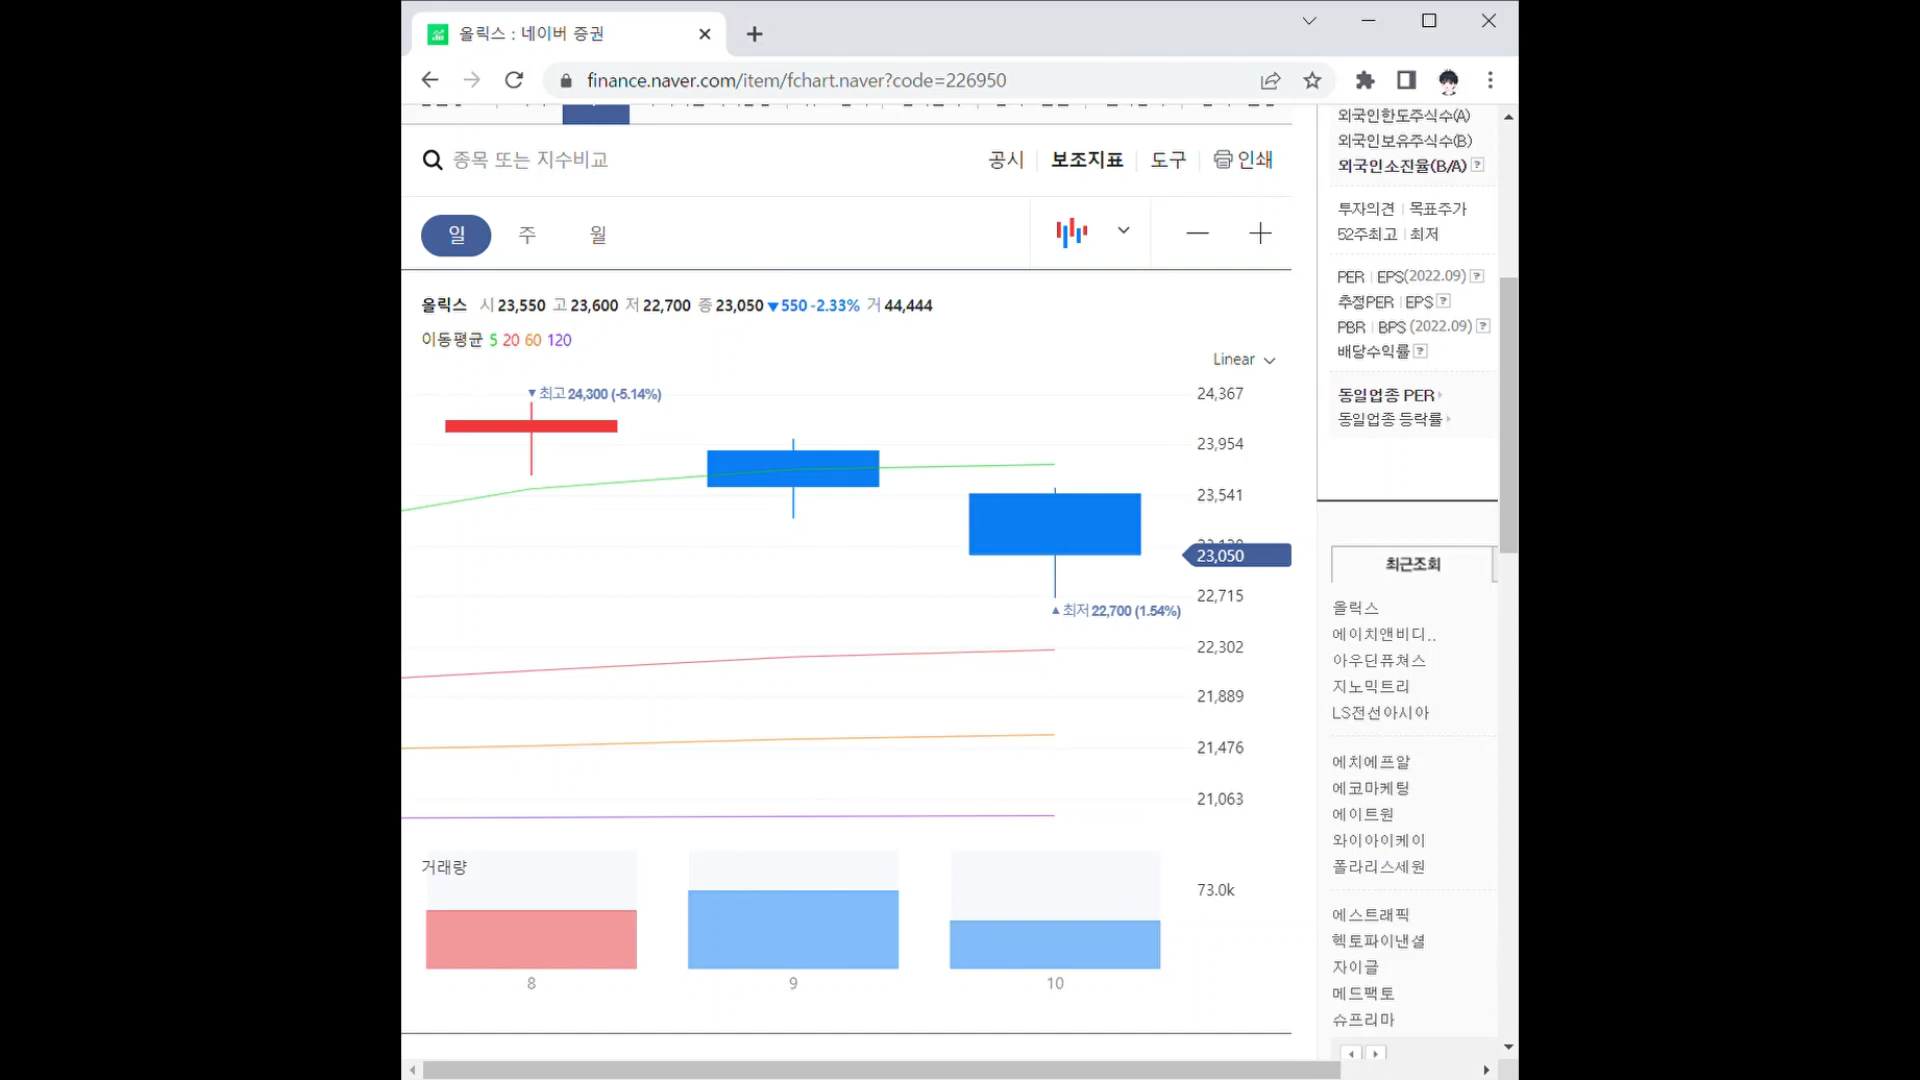 올릭스 : 네이버 증권
finance.naver.com/item/fchart.naver?code=226950
종목 또는 지수비교
공시 보조지표 도구 인쇄
일 주 월
올릭스 시 23,550 고 23,600 저 22,700 종 23,050 ▼550 -2.33% 거 44,444
이동평균 5 20 60 120
Linear
▼최고 24,300 (-5.14%)
24,367
23,954
23,541
23,050
▲최저 22,700 (1.54%)
22,715
22,302
21,889
21,476
21,063
거래량
73.0k
8 9 10
외국인한도주식수(A)
외국인보유주식수(B)
외국인소진율(B/A) ?
투자의견 | 목표주가
52주최고 | 최저
PER | EPS(2022.09) ?
추정PER | EPS ?
PBR | BPS (2022.09) ?
배당수익률 ?
동일업종 PER
동일업종 등락률
최근조회
올릭스
에이치앤비디..
아우딘퓨쳐스
지노믹트리
LS전선아시아
에치에프알
에코마케팅
에이트원
와이아이케이
폴라리스세원
에스트래픽
헥토파이낸셜
자이글
메드팩토
슈프리마